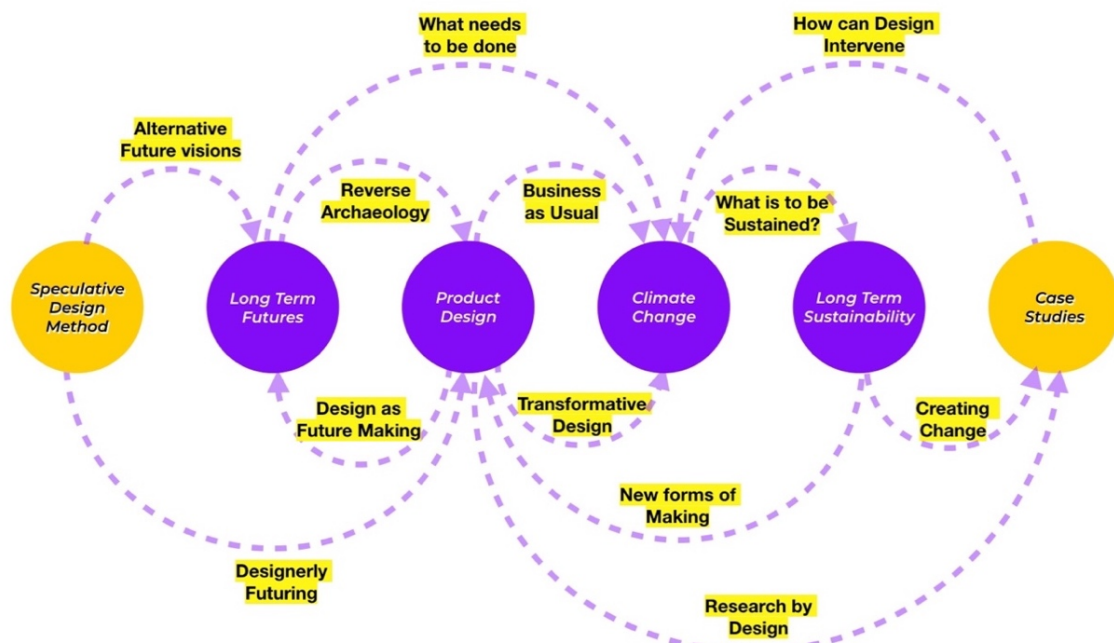 What needs
to be done
How can Design
Intervene
Alternative
Future visions
Reverse
Archaeology
Business
as Usual
What is to be
Sustained?
Speculative
Design
Method
Long Term
Futures
Product
Design
Climate
Change
Long Term
Sustainability
Case
Studies
Design as
Future Making
Transformative
Design
Creating
Change
New forms of
Making
Designerly
Futuring
Research by
Design